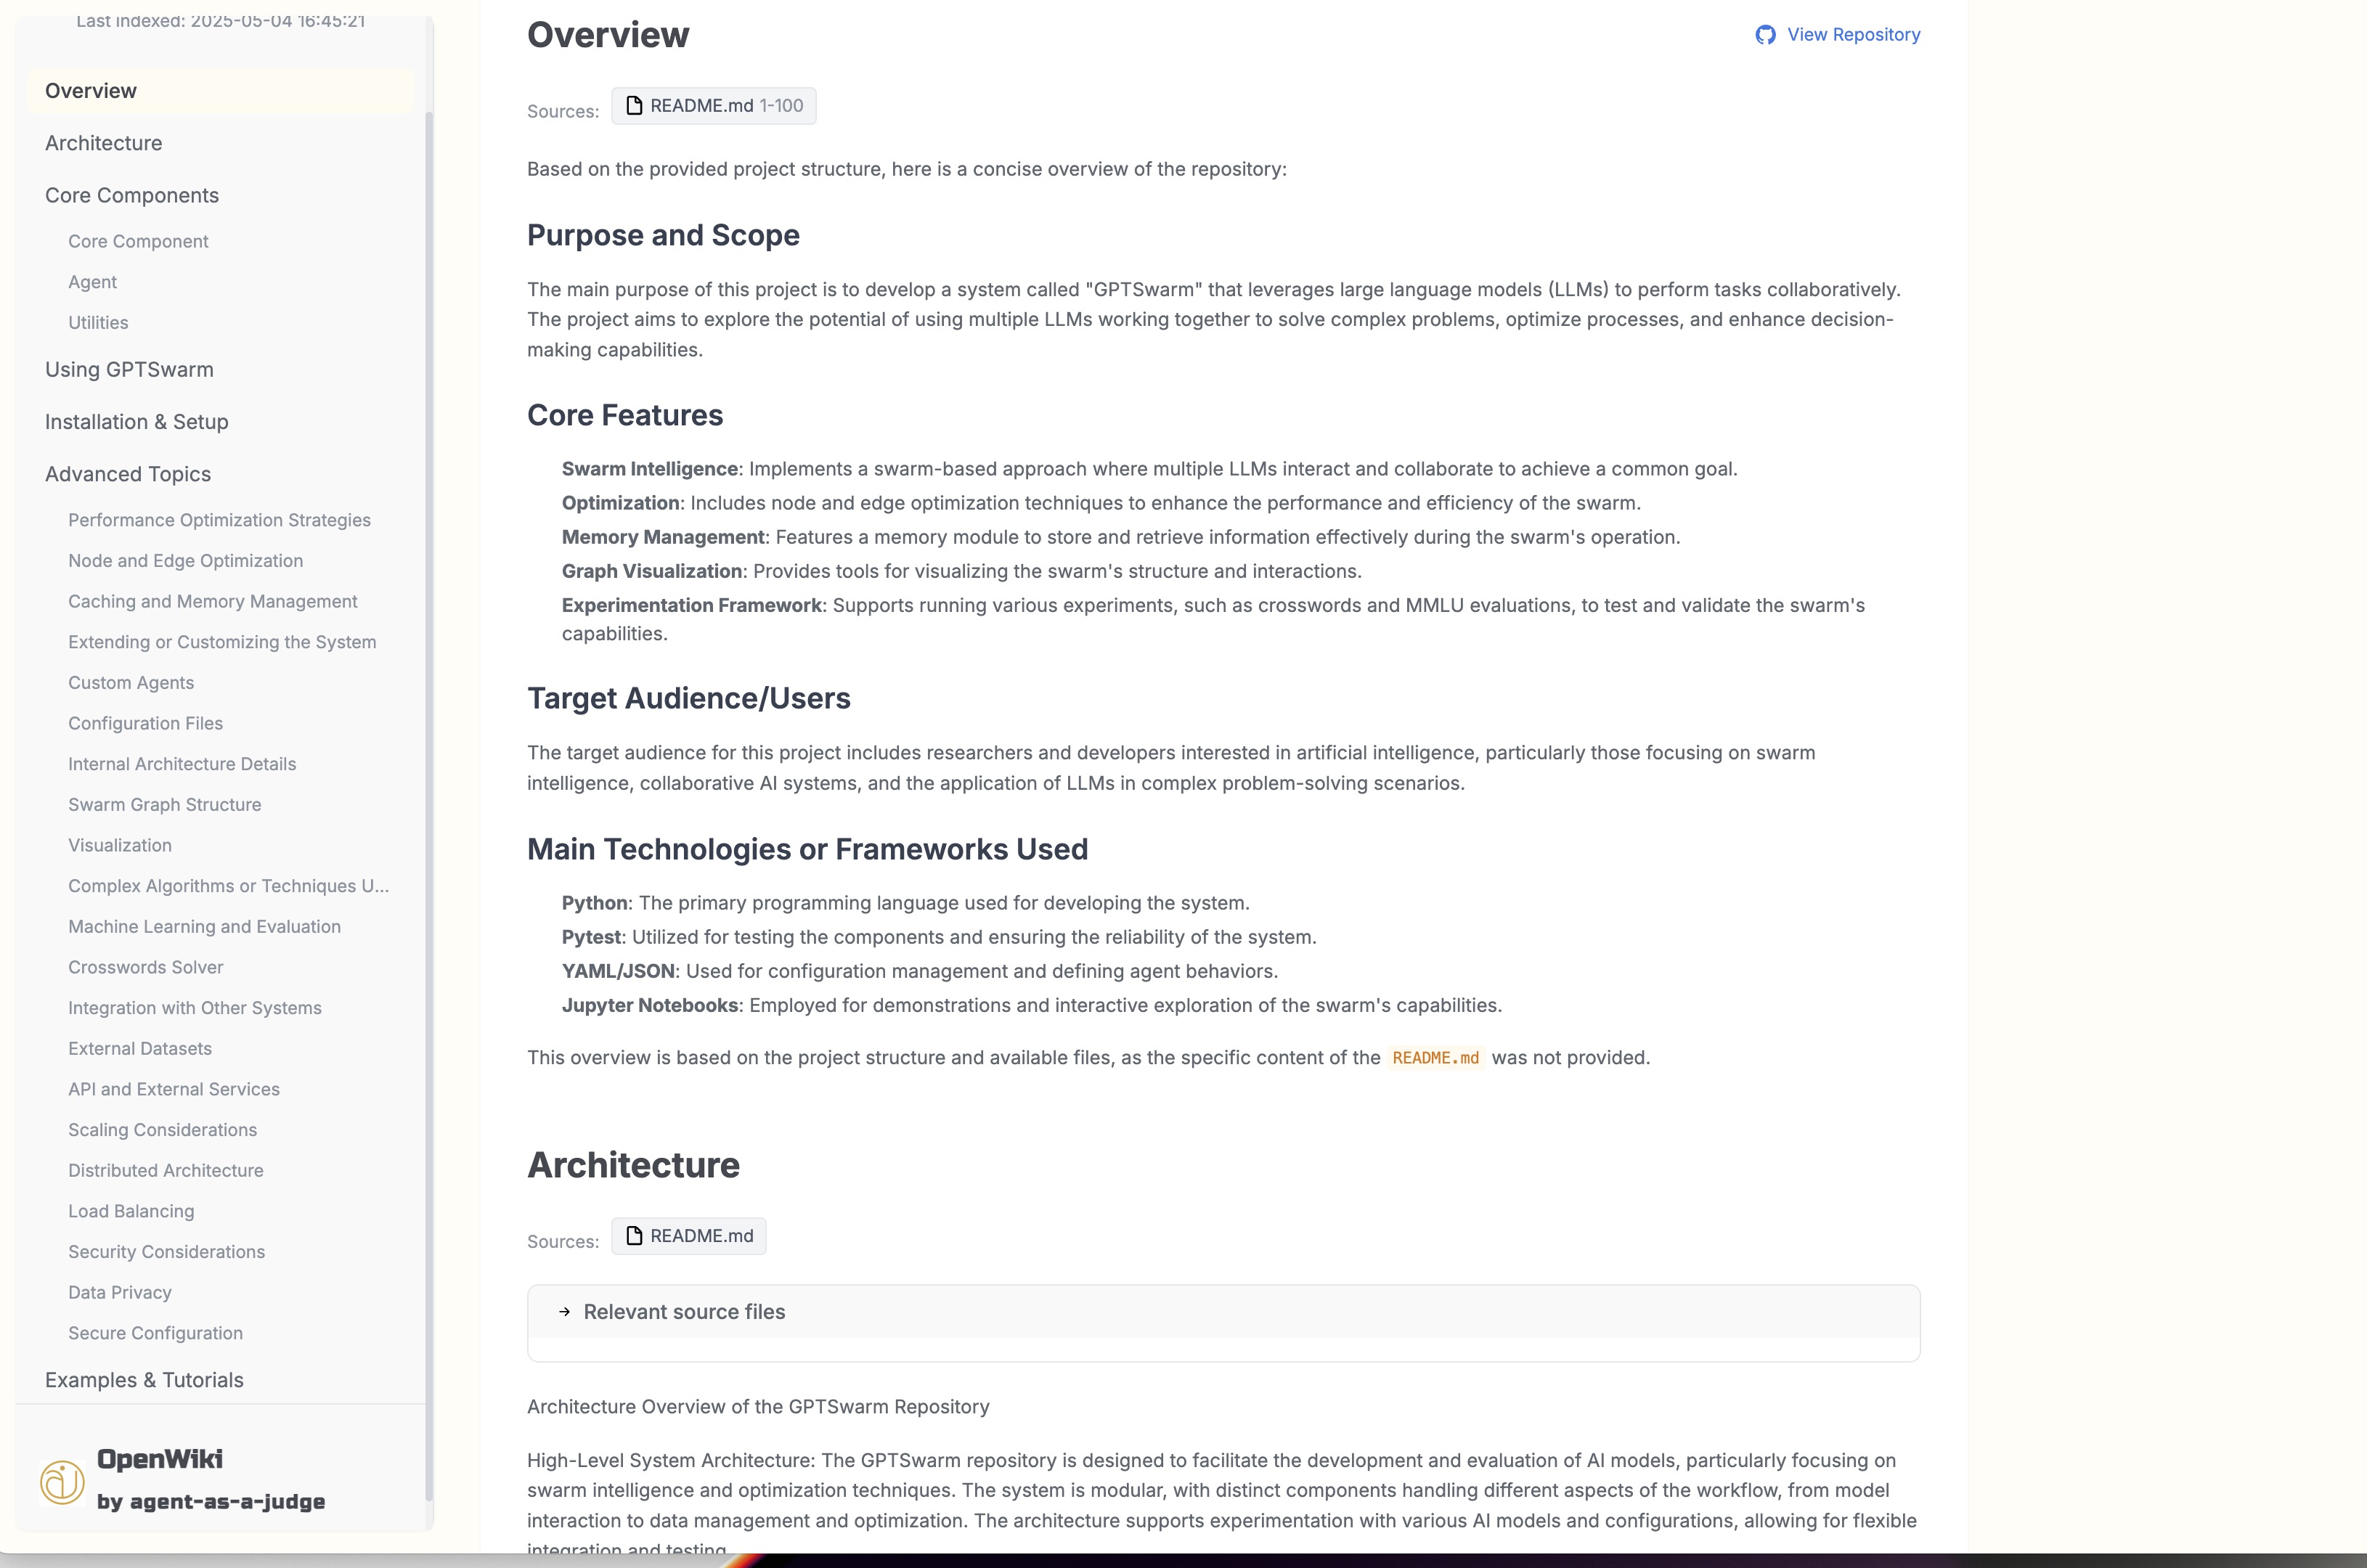 Last indexed: 2025-05-04 16:45:21
Overview
Architecture
Core Components
Core Component
Agent
Utilities
Using GPTSwarm
Installation & Setup
Advanced Topics
Performance Optimization Strategies
Node and Edge Optimization
Caching and Memory Management
Extending or Customizing the System
Custom Agents
Configuration Files
Internal Architecture Details
Swarm Graph Structure
Visualization
Complex Algorithms or Techniques U...
Machine Learning and Evaluation
Crosswords Solver
Integration with Other Systems
External Datasets
API and External Services
Scaling Considerations
Distributed Architecture
Load Balancing
Security Considerations
Data Privacy
Secure Configuration
Examples & Tutorials
OpenWiki
by agent-as-a-judge
Overview
View Repository
Sources: README.md 1-100
Based on the provided project structure, here is a concise overview of the repository:
Purpose and Scope
The main purpose of this project is to develop a system called "GPTSwarm" that leverages large language models (LLMs) to perform tasks collaboratively.
The project aims to explore the potential of using multiple LLMs working together to solve complex problems, optimize processes, and enhance decision-
making capabilities.
Core Features
Swarm Intelligence: Implements a swarm-based approach where multiple LLMs interact and collaborate to achieve a common goal.
Optimization: Includes node and edge optimization techniques to enhance the performance and efficiency of the swarm.
Memory Management: Features a memory module to store and retrieve information effectively during the swarm's operation.
Graph Visualization: Provides tools for visualizing the swarm's structure and interactions.
Experimentation Framework: Supports running various experiments, such as crosswords and MMLU evaluations, to test and validate the swarm's
capabilities.
Target Audience/Users
The target audience for this project includes researchers and developers interested in artificial intelligence, particularly those focusing on swarm
intelligence, collaborative AI systems, and the application of LLMs in complex problem-solving scenarios.
Main Technologies or Frameworks Used
Python: The primary programming language used for developing the system.
Pytest: Utilized for testing the components and ensuring the reliability of the system.
YAML/JSON: Used for configuration management and defining agent behaviors.
Jupyter Notebooks: Employed for demonstrations and interactive exploration of the swarm's capabilities.
This overview is based on the project structure and available files, as the specific content of the README.md was not provided.
Architecture
Sources: README.md
→ Relevant source files
Architecture Overview of the GPTSwarm Repository
High-Level System Architecture: The GPTSwarm repository is designed to facilitate the development and evaluation of AI models, particularly focusing on
swarm intelligence and optimization techniques. The system is modular, with distinct components handling different aspects of the workflow, from model
interaction to data management and optimization. The architecture supports experimentation with various AI models and configurations, allowing for flexible
integration and testing.